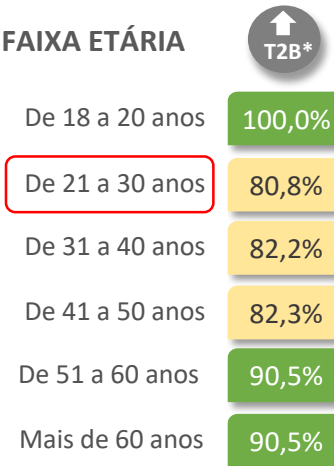 FAIXA ETÁRIA T2B*
De 18 a 20 anos 100,0%
De 21 a 30 anos 80,8%
De 31 a 40 anos 82,2%
De 41 a 50 anos 82,3%
De 51 a 60 anos 90,5%
Mais de 60 anos 90,5%